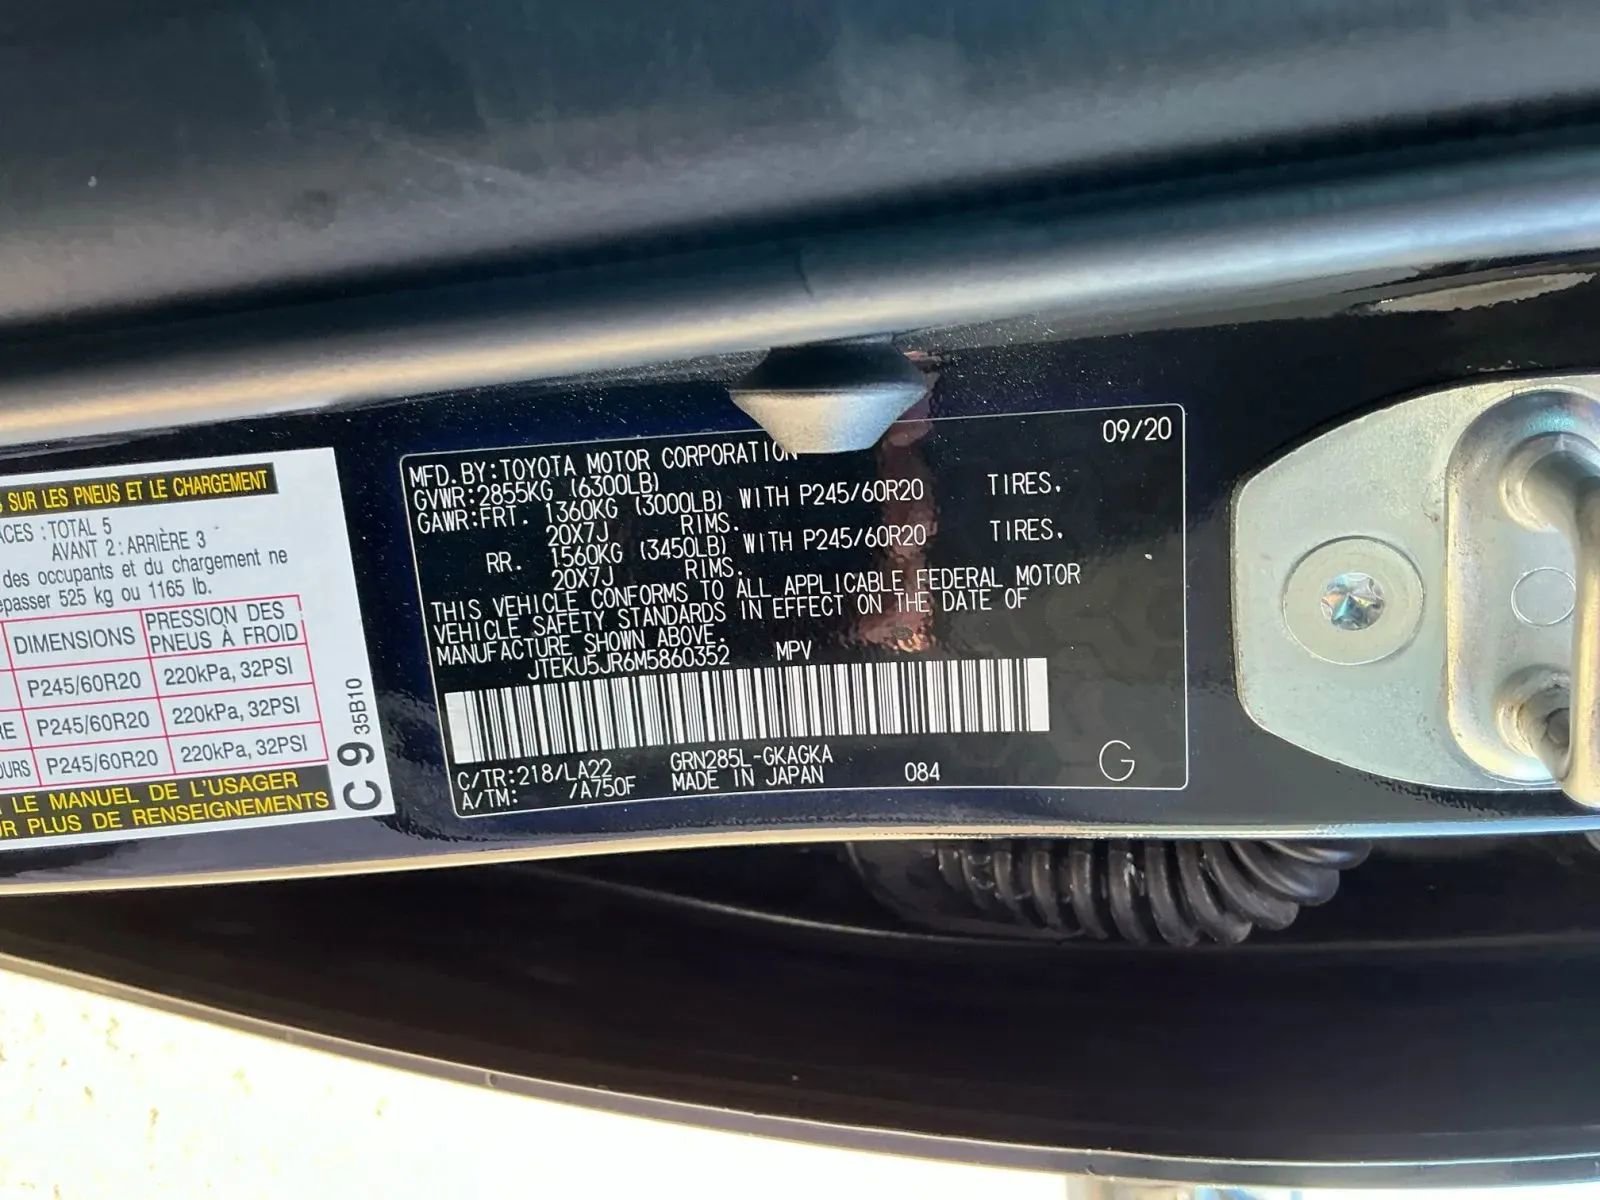 SUR LES PNEUS ET LE CHARGEMENT
: TOTAL 5
AVANT 2 : ARRIÈRE 3
des occupants et du chargement ne
525 kg ou 1165 lb.
DIMENSIONS PRESSION DES PNEUS À FROID
P245/60R20 220kPa, 32PSI
P245/60R20 220kPa, 32PSI
P245/60R20 220kPa, 32PSI
LE MANUEL DE L'USAGER
PLUS DE RENSEIGNEMENTS
C9 35B10
09/20
MFD.BY:TOYOTA MOTOR CORPORATION
GVWR:2855KG (6300LB)
GAWR:FRT. 1360KG (3000LB) WITH P245/60R20 TIRES.
20X7J RIMS.
RR. 1560KG (3450LB) WITH P245/60R20 TIRES.
20X7J RIMS.
THIS VEHICLE CONFORMS TO ALL APPLICABLE FEDERAL MOTOR
VEHICLE SAFETY STANDARDS IN EFFECT ON THE DATE OF
MANUFACTURE SHOWN ABOVE.
JTEKU5JR6M5860352 MPV
C/TR:218/LA22 GRN285L-GKAGKA
A/TM: /A750F MADE IN JAPAN 084 G